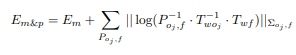 $E_{m\&p} = E_m + \sum_{P_{o_j,f}} ||\log(P_{o_j,f}^{-1} \cdot T_{wo_j}^{-1} \cdot T_{wf})||_{\Sigma_{o_j,f}}$